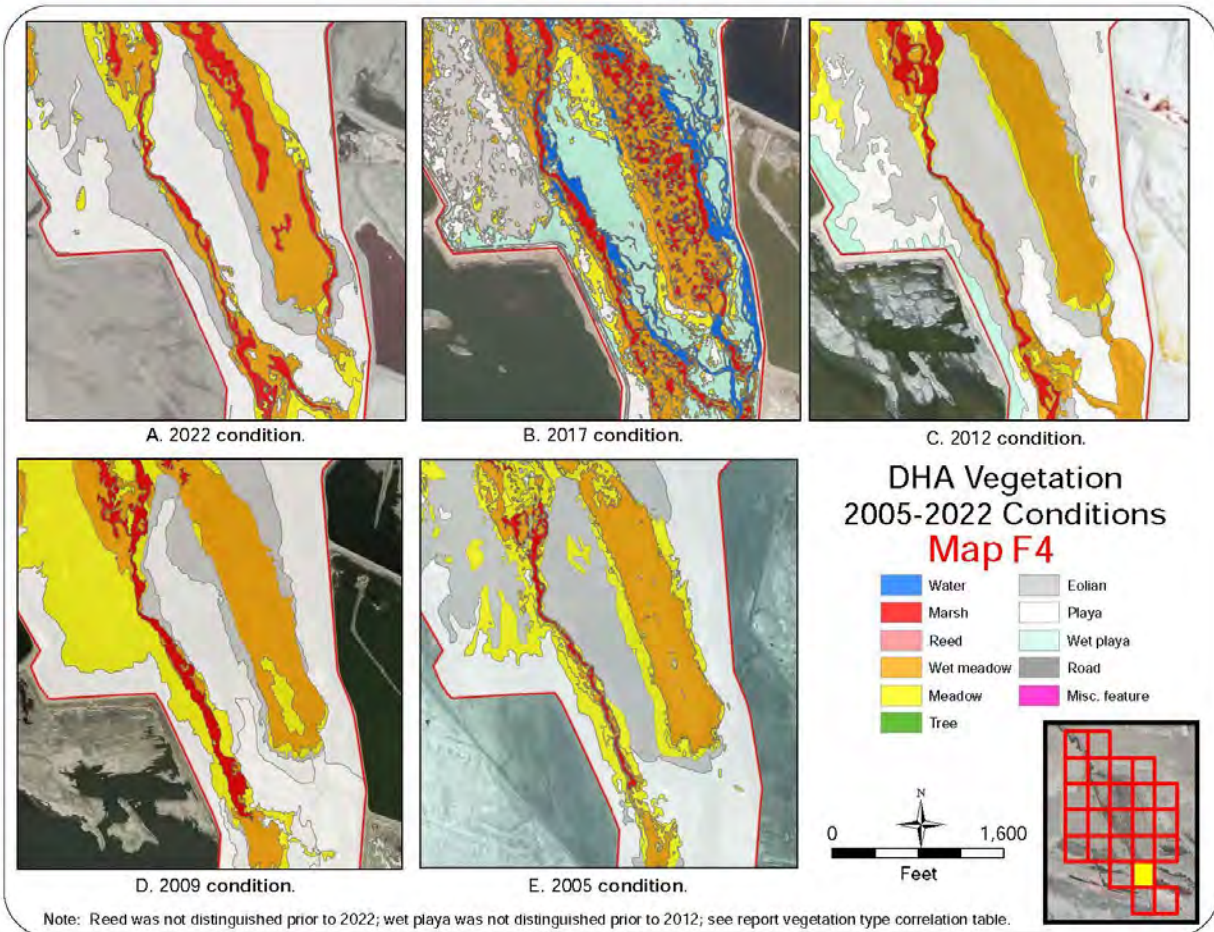 A. 2022 condition.
B. 2017 condition.
C. 2012 condition.
D. 2009 condition.
E. 2005 condition.
DHA Vegetation
2005-2022 Conditions
Map F4
Water
Marsh
Reed
Wet meadow
Meadow
Tree
Eolian
Playa
Wet playa
Road
Misc. feature
N
0 1,600
Feet
Note: Reed was not distinguished prior to 2022; wet playa was not distinguished prior to 2012; see report vegetation type correlation table.